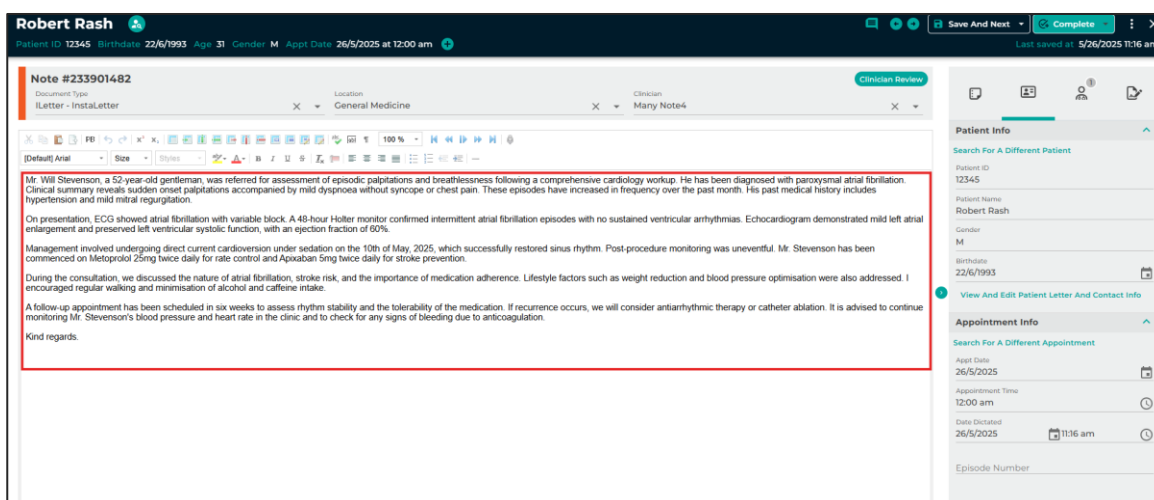 Robert Rash
Save And Next
Complete
Patient ID 12345 Birthdate 22/6/1993 Age 31 Gender M Appt Date 26/5/2025 at 12:00 am
Last saved at 5/26/2025 11:16 am
Note #233901482
Clinician Review
Document Type
ILetter - InstaLetter
Location
General Medicine
Clinician
Many Note4
PB
100 %
[Default] Arial
Size
Styles
B I U S
Mr. Will Stevenson, a 52-year-old gentleman, was referred for assessment of episodic palpitations and breathlessness following a comprehensive cardiology workup. He has been diagnosed with paroxysmal atrial fibrillation.
Clinical summary reveals sudden onset palpitations accompanied by mild dyspnoea without syncope or chest pain. These episodes have increased in frequency over the past month. His past medical history includes
hypertension and mild mitral regurgitation.
On presentation, ECG showed atrial fibrillation with variable block. A 48-hour Holter monitor confirmed intermittent atrial fibrillation episodes with no sustained ventricular arrhythmias. Echocardiogram demonstrated mild left atrial
enlargement and preserved left ventricular systolic function, with an ejection fraction of 60%.
Management involved undergoing direct current cardioversion under sedation on the 10th of May, 2025, which successfully restored sinus rhythm. Post-procedure monitoring was uneventful. Mr. Stevenson has been
commenced on Metoprolol 25mg twice daily for rate control and Apixaban 5mg twice daily for stroke prevention.
During the consultation, we discussed the nature of atrial fibrillation, stroke risk, and the importance of medication adherence. Lifestyle factors such as weight reduction and blood pressure optimisation were also addressed. I
encouraged regular walking and minimisation of alcohol and caffeine intake.
A follow-up appointment has been scheduled in six weeks to assess rhythm stability and the tolerability of the medication. If recurrence occurs, we will consider antiarrhythmic therapy or catheter ablation. It is advised to continue
monitoring Mr. Stevenson's blood pressure and heart rate in the clinic and to check for any signs of bleeding due to anticoagulation.
Kind regards.
1
Patient Info
Search For A Different Patient
Patient ID
12345
Patient Name
Robert Rash
Gender
M
Birthdate
22/6/1993
View And Edit Patient Letter And Contact Info
Appointment Info
Search For A Different Appointment
Appt Date
26/5/2025
Appointment Time
12:00 am
Date Dictated
26/5/2025 11:16 am
Episode Number